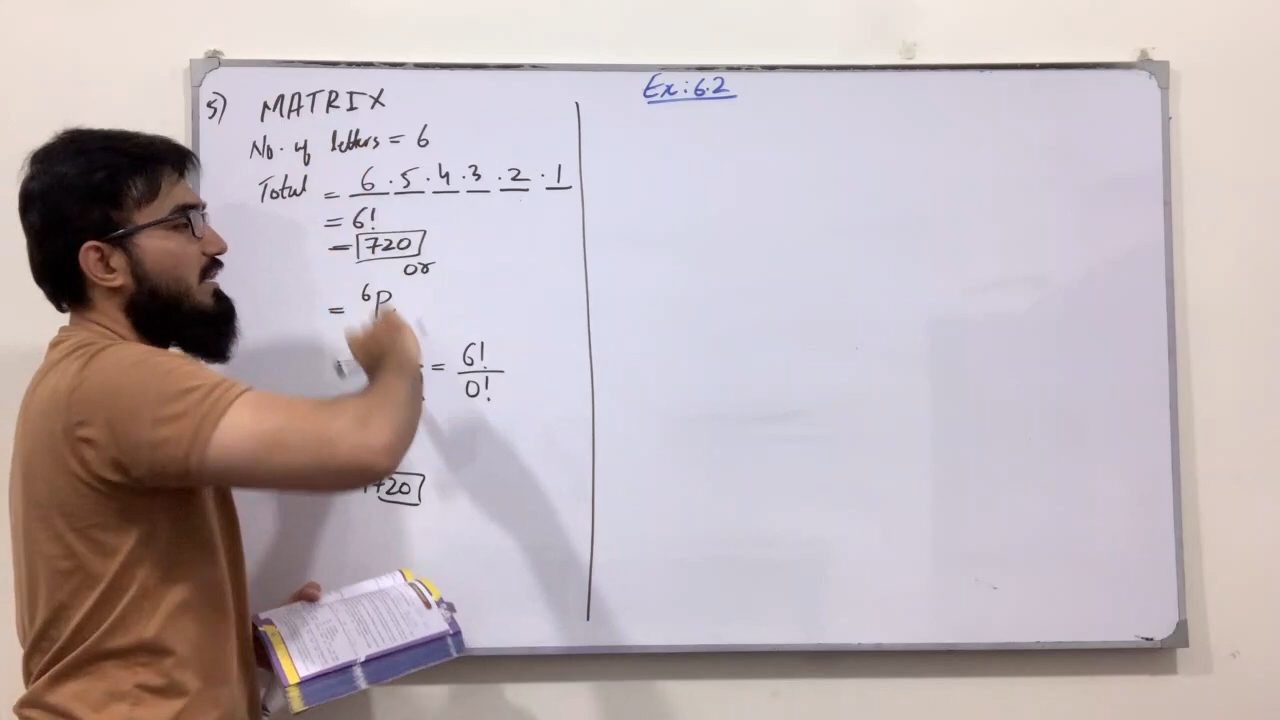 Ex: 6.2
5) MATRIX
No. of letters = 6
Total = 6 . 5 . 4 . 3 . 2 . 1
= 6!
= 720
or
= ⁶P
= 6! / 0!
720